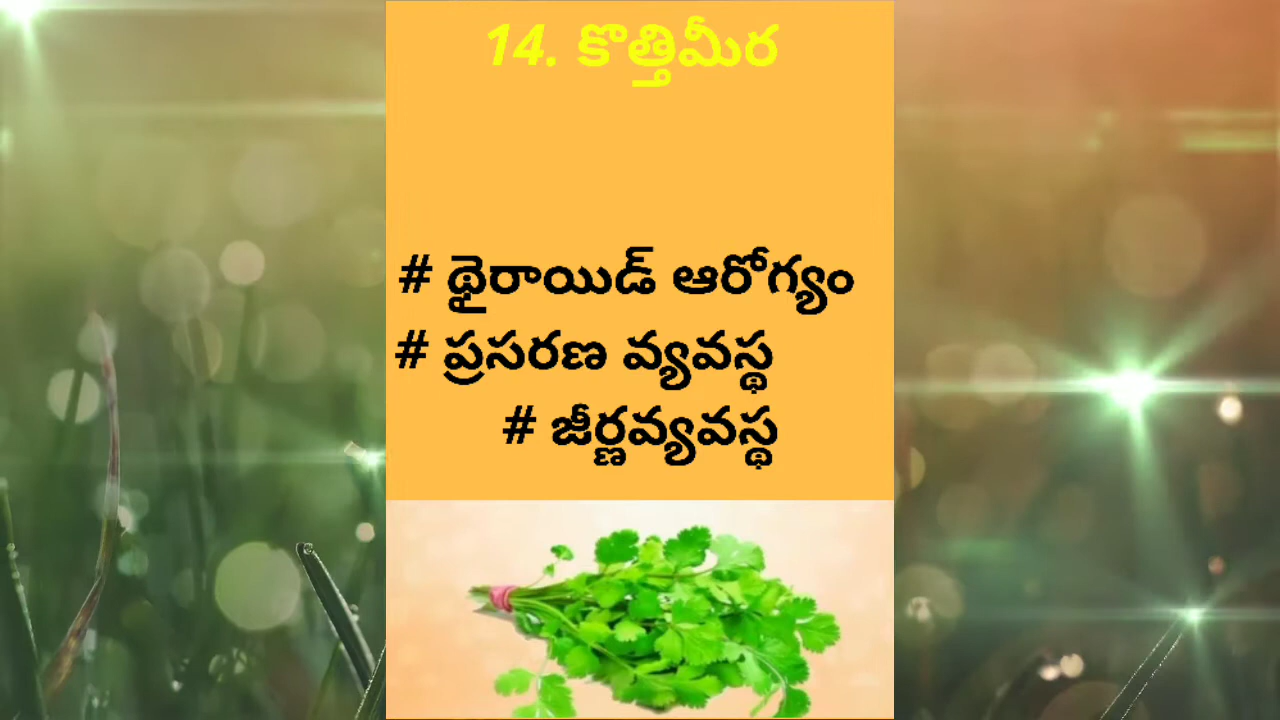 14. కొత్తిమీర
# థైరాయిడ్ ఆరోగ్యం
# ప్రసరణ వ్యవస్థ
# జీర్ణవ్యవస్థ